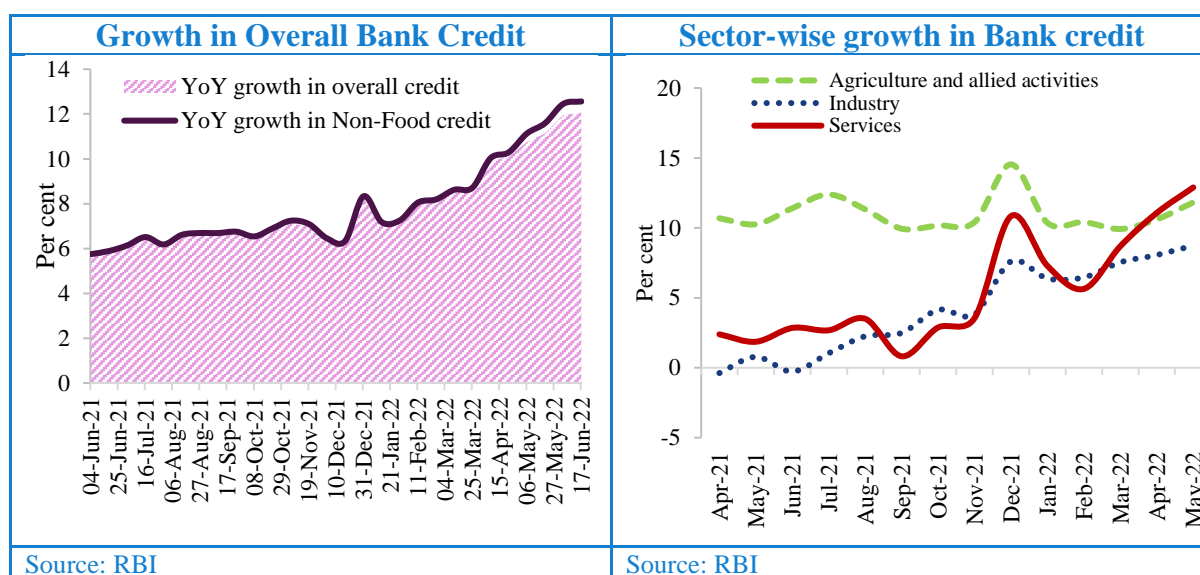 Growth in Overall Bank Credit
14
12
10
8
6
4
2
0
Per cent
YoY growth in overall credit
YoY growth in Non-Food credit
04-Jun-21
25-Jun-21
16-Jul-21
06-Aug-21
27-Aug-21
17-Sep-21
08-Oct-21
29-Oct-21
19-Nov-21
10-Dec-21
31-Dec-21
21-Jan-22
11-Feb-22
04-Mar-22
25-Mar-22
15-Apr-22
06-May-22
27-May-22
17-Jun-22
Source: RBI
Sector-wise growth in Bank credit
20
15
10
5
0
-5
Per cent
Agriculture and allied activities
Industry
Services
Apr-21
May-21
Jun-21
Jul-21
Aug-21
Sep-21
Oct-21
Nov-21
Dec-21
Jan-22
Feb-22
Mar-22
Apr-22
May-22
Source: RBI